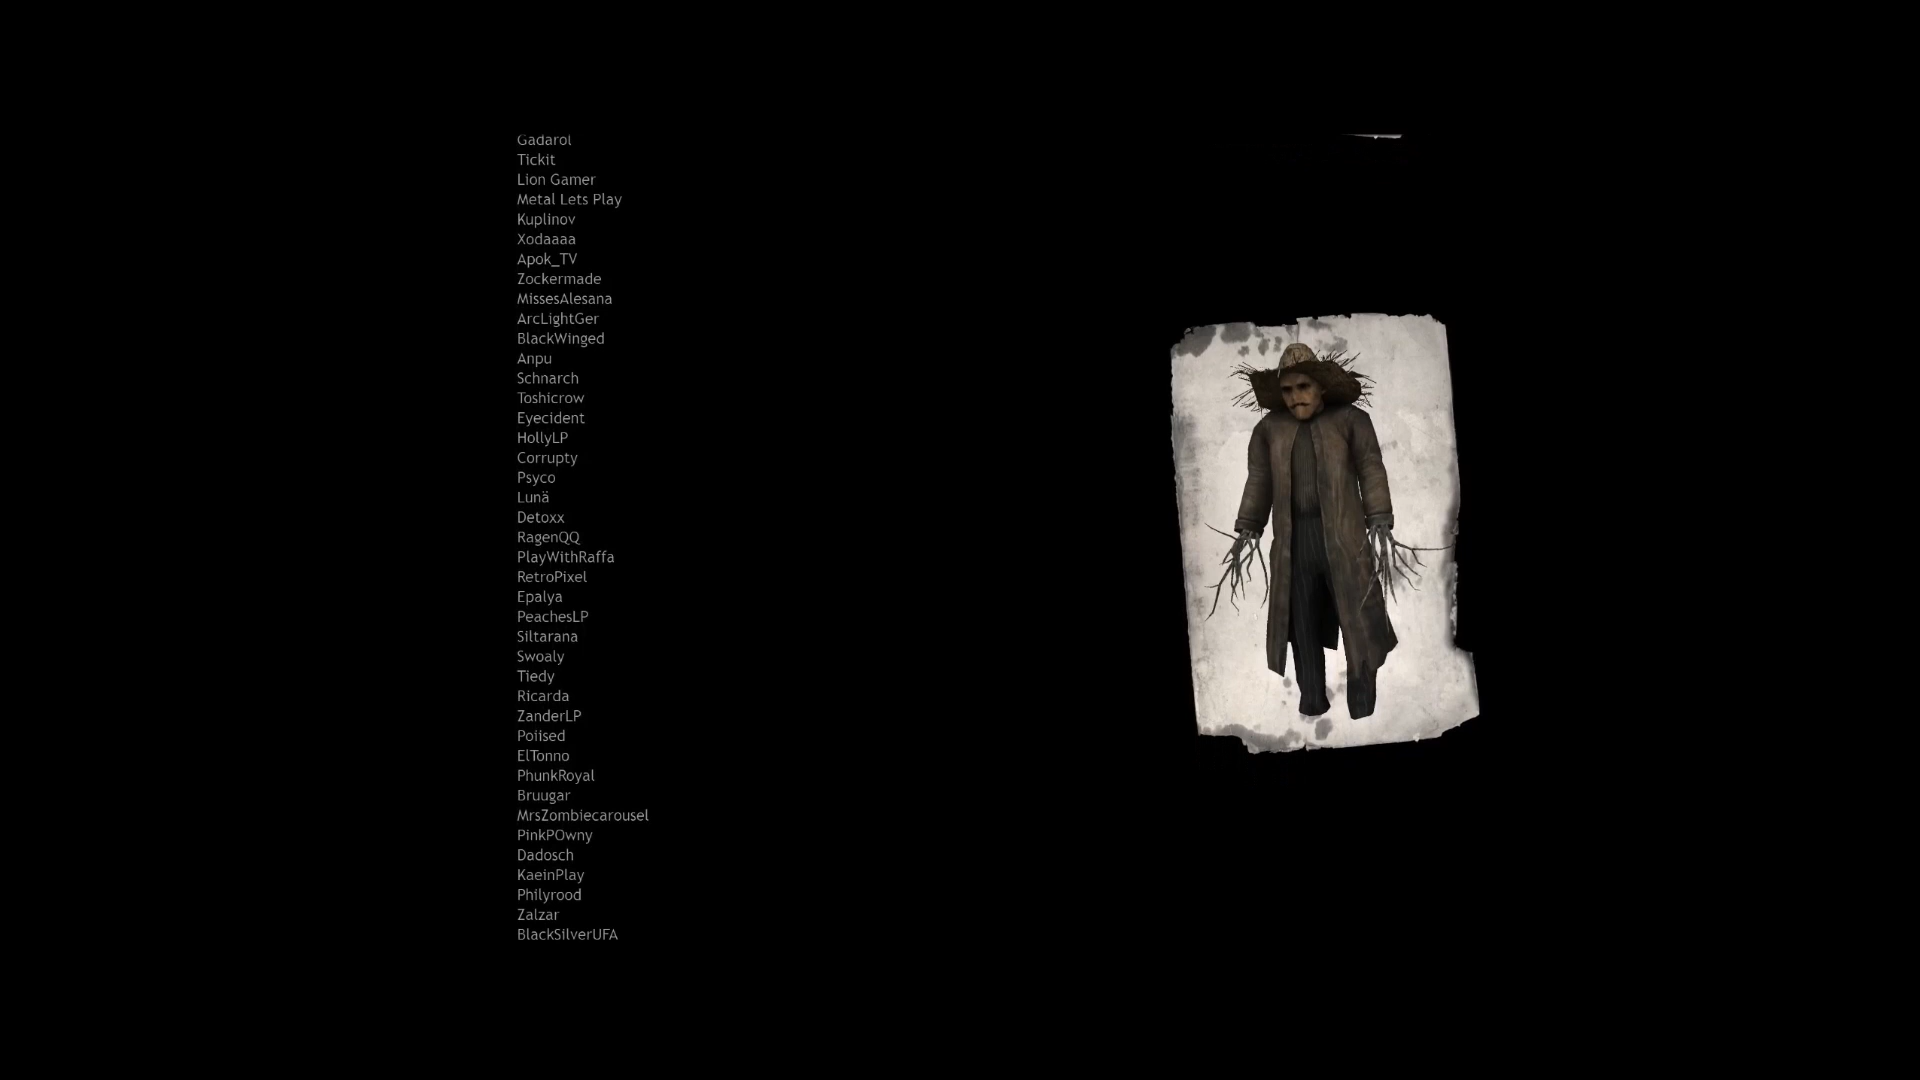 Gadarol
Tickit
Lion Gamer
Metal Lets Play
Kuplinov
Xodaaaa
Apok_TV
Zockermade
MissesAlesana
ArcLightGer
BlackWinged
Anpu
Schnarch
Toshicrow
Eyecident
HollyLP
Corrupty
Psyco
Lunä
Detoxx
RagenQQ
PlayWithRaffa
RetroPixel
Epalya
PeachesLP
Siltarana
Swoaly
Tiedy
Ricarda
ZanderLP
Poiised
ElTonno
PhunkRoyal
Bruugar
MrsZombiecarousel
PinkPOwny
Dadosch
KaeinPlay
Philyrood
Zalzar
BlackSilverUFA